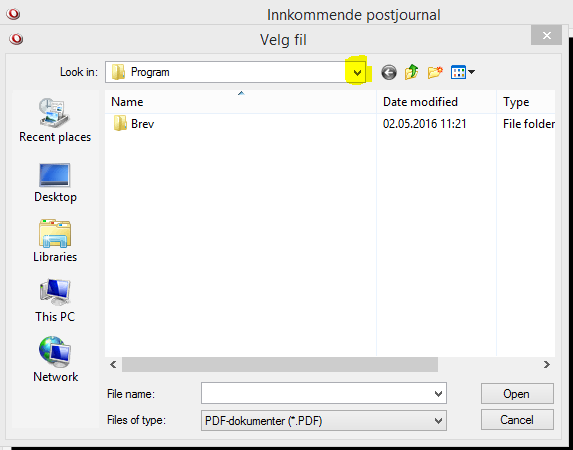 Innkommende postjournal
Velg fil
Look in: Program
Name Date modified Type
Brev 02.05.2016 11:21 File folder
Recent places
Desktop
Libraries
This PC
Network
File name: Open
Files of type: PDF-dokumenter (*.PDF) Cancel